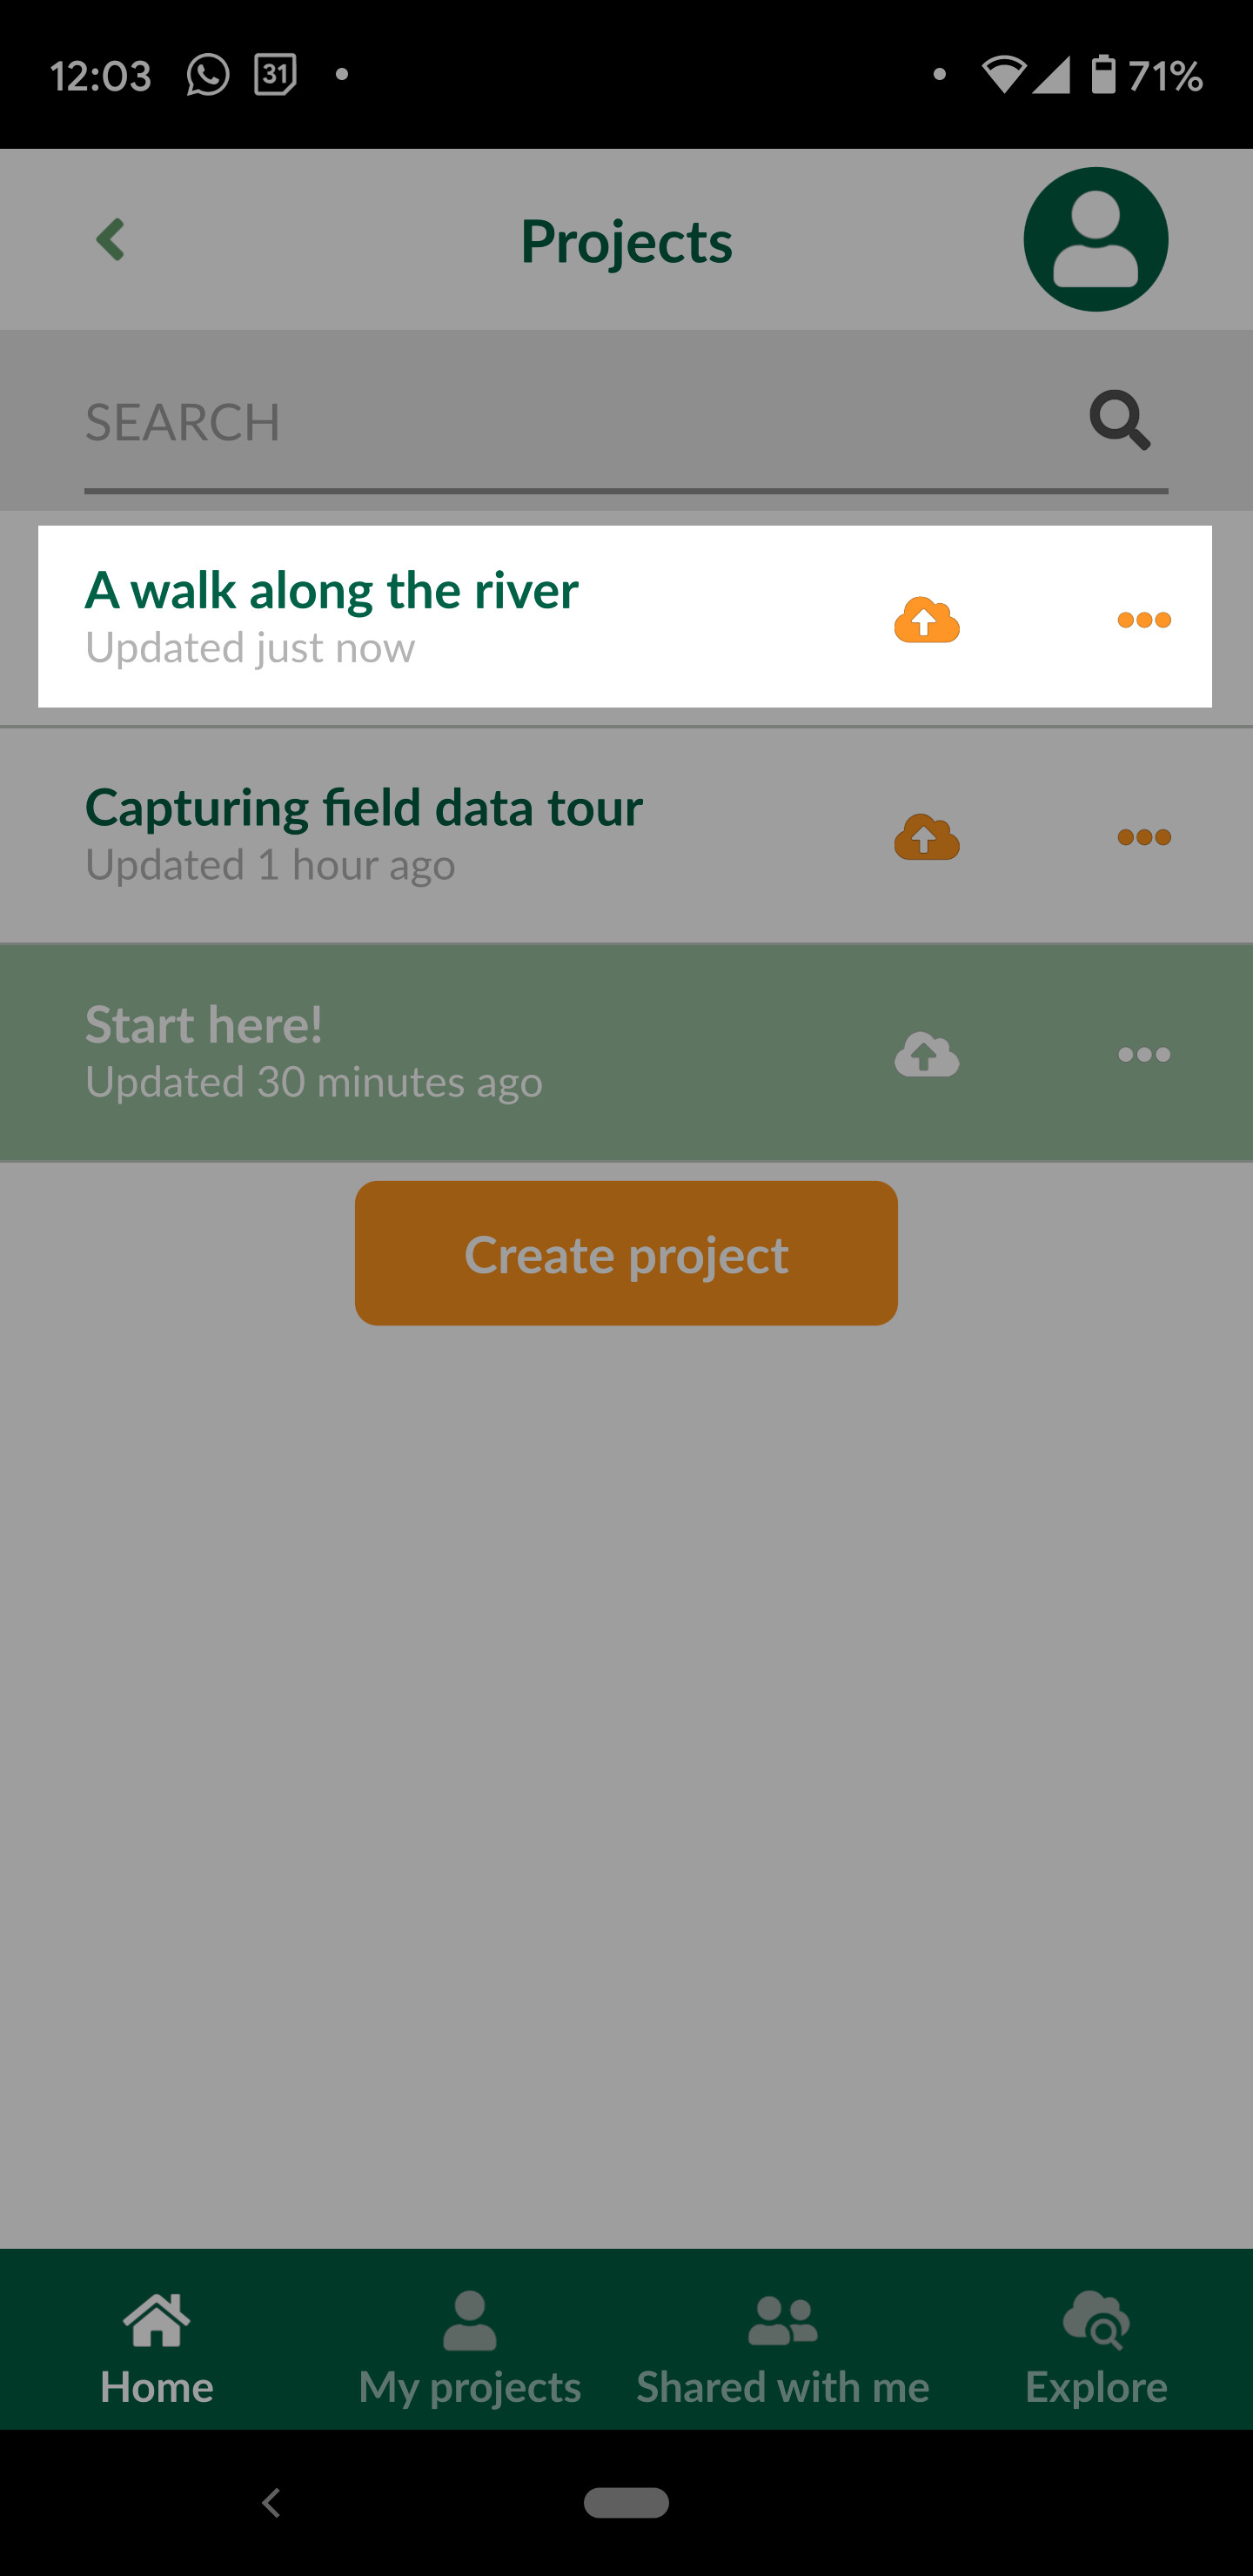 12:03 31 71%
Projects
SEARCH
A walk along the river
Updated just now
Capturing field data tour
Updated 1 hour ago
Start here!
Updated 30 minutes ago
Create project
Home My projects Shared with me Explore